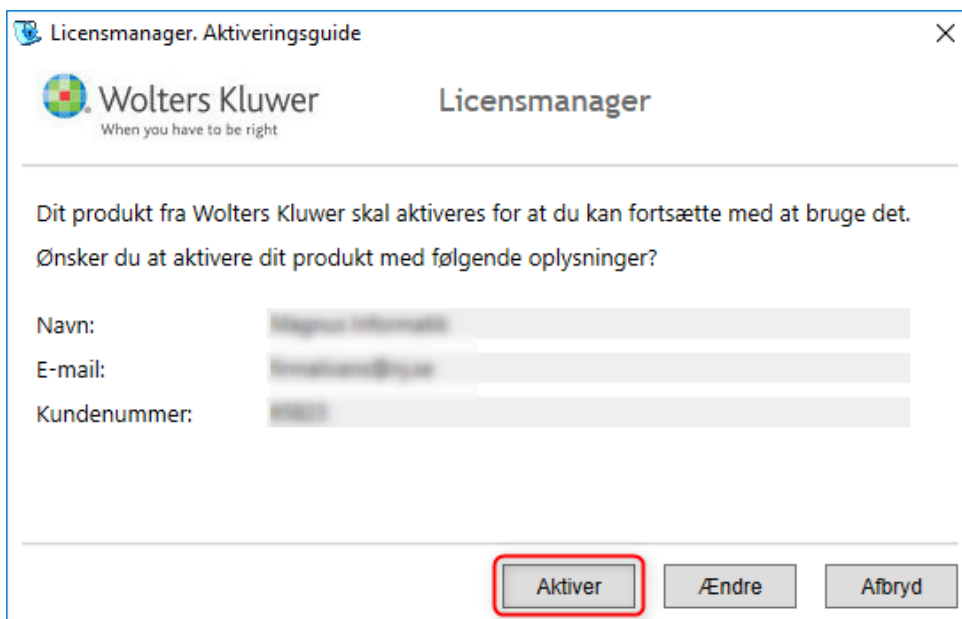 Licensmanager. Aktiveringsguide
Wolters Kluwer
When you have to be right
Licensmanager
Dit produkt fra Wolters Kluwer skal aktiveres for at du kan fortsætte med at bruge det.
Ønsker du at aktivere dit produkt med følgende oplysninger?
Navn:
E-mail:
Kundenummer:
Aktiver
Ændre
Afbryd